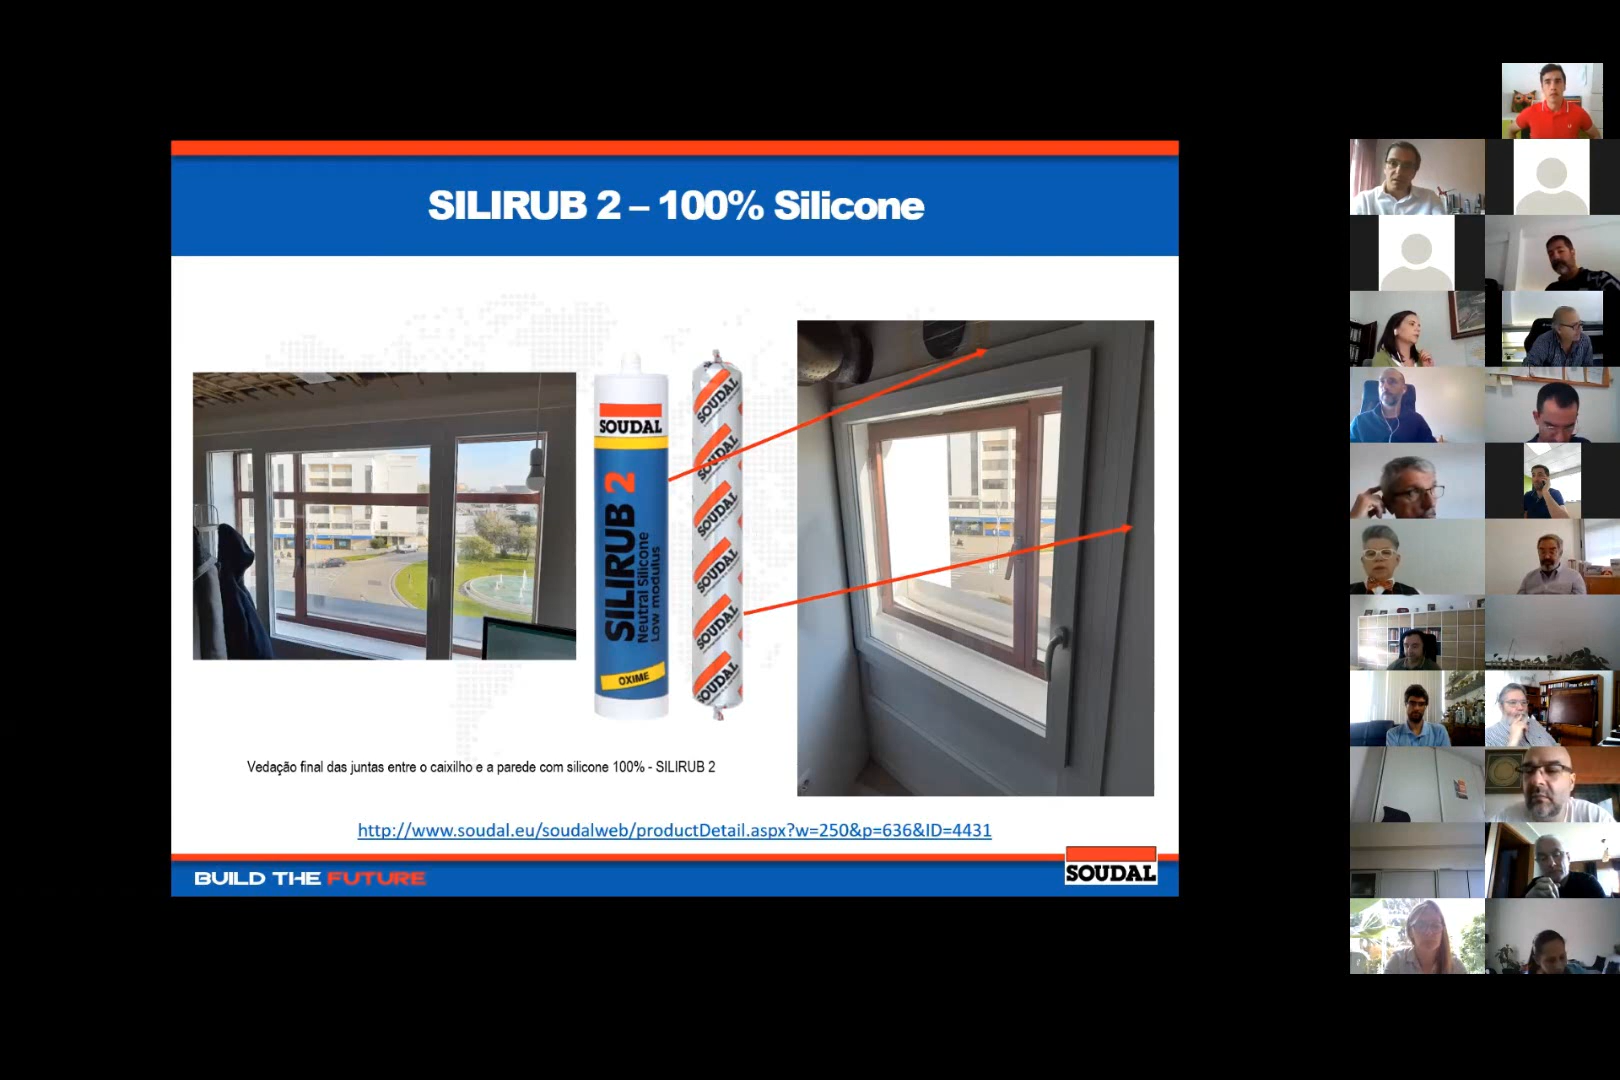 SILIRUB 2 – 100% Silicone
SOUDAL
SILIRUB 2
Neutral Silicone
Low modulus
OXIME
SOUDAL
SOUDAL
SOUDAL
SOUDAL
SOUDAL
SOUDAL
Vedação final das juntas entre o caixilho e a parede com silicone 100% - SILIRUB 2
http://www.soudal.eu/soudalweb/productDetail.aspx?w=250&p=636&ID=4431
BUILD THE FUTURE
SOUDAL